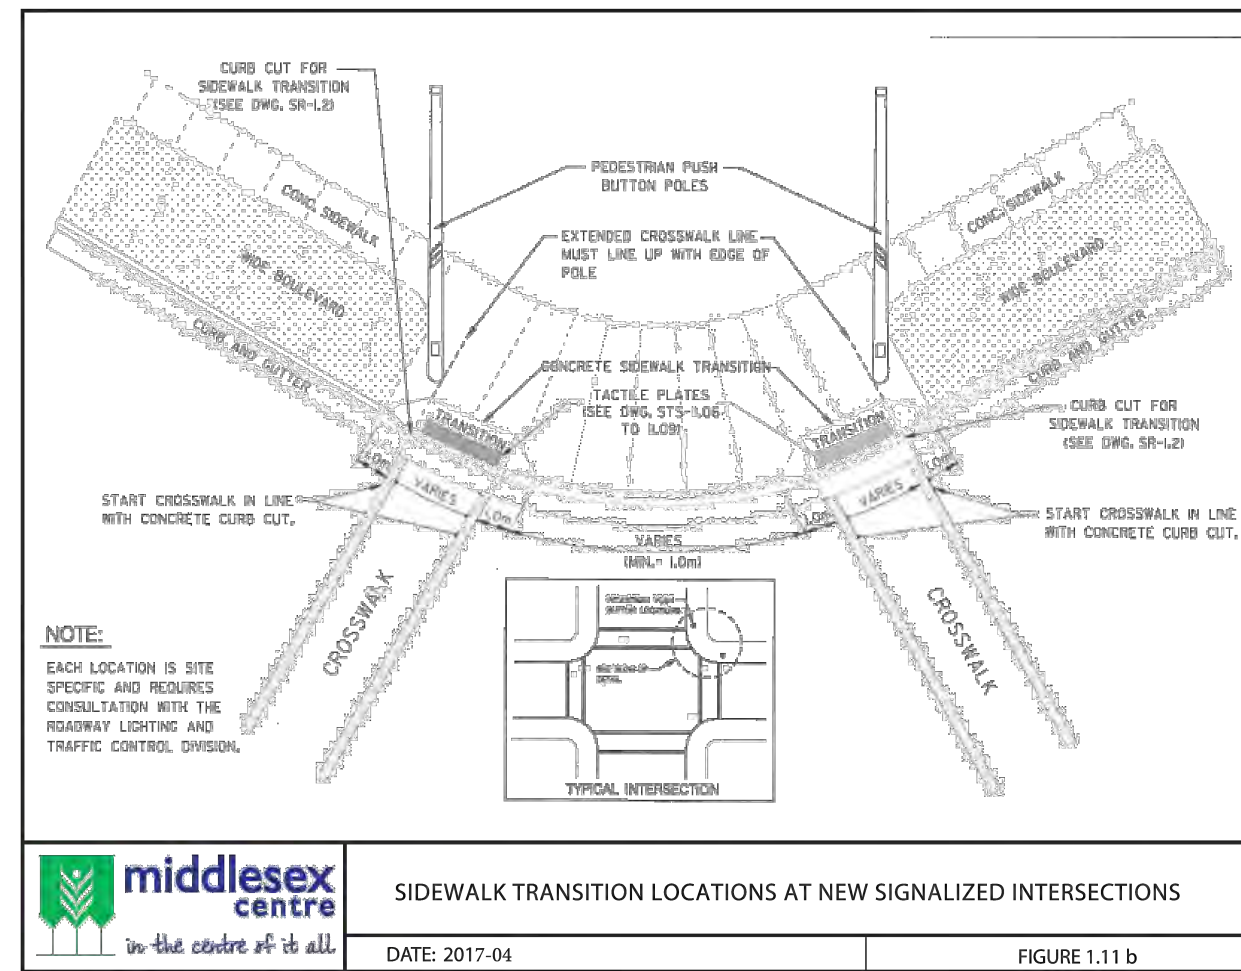 CURB CUT FOR
SIDEWALK TRANSITION
(SEE DWG. SR-1.2)
PEDESTRIAN PUSH
BUTTON POLES
CONC. SIDEWALK
CONC. SIDEWALK
WIDE BOULEVARD
WIDE BOULEVARD
EXTENDED CROSSWALK LINE
MUST LINE UP WITH EDGE OF
POLE
CURB AND GUTTER
CURB AND GUTTER
CONCRETE SIDEWALK TRANSITION
TACTILE PLATES
(SEE DWG. STS-1.06
TO 1.09)
TRANSITION
TRANSITION
CURB CUT FOR
SIDEWALK TRANSITION
(SEE DWG. SR-1.2)
1.0m
VARIES
1.0m
1.0m
VARIES
1.0m
START CROSSWALK IN LINE
WITH CONCRETE CURB CUT.
START CROSSWALK IN LINE
WITH CONCRETE CURB CUT.
VARIES
(MIN.= 1.0m)
CROSSWALK
CROSSWALK
NOTE:
EACH LOCATION IS SITE
SPECIFIC AND REQUIRES
CONSULTATION WITH THE
ROADWAY LIGHTING AND
TRAFFIC CONTROL DIVISION.
TYPICAL INTERSECTION
middlesex
centre
in the centre of it all
SIDEWALK TRANSITION LOCATIONS AT NEW SIGNALIZED INTERSECTIONS
DATE: 2017-04
FIGURE 1.11 b